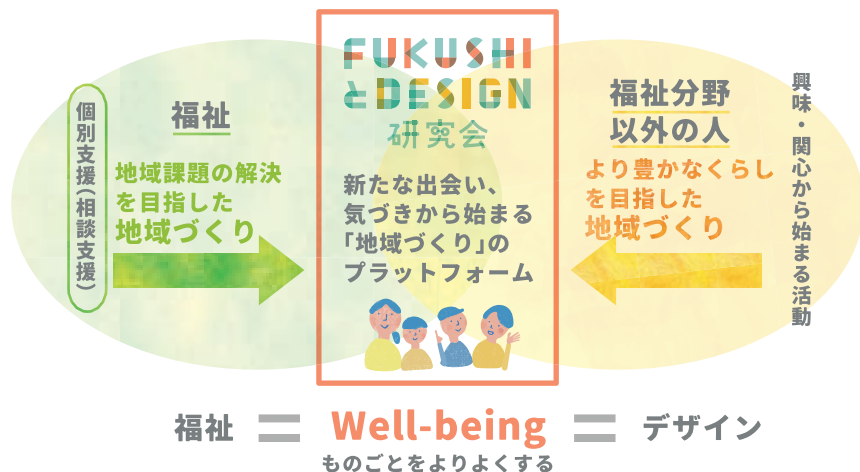 個別支援(相談支援)
福祉
地域課題の解決
を目指した
地域づくり
FUKUSHI
とDESIGN
研究会
新たな出会い、
気づきから始まる
「地域づくり」の
プラットフォーム
福祉分野
以外の人
より豊かなくらし
を目指した
地域づくり
興味・関心から始まる活動
福祉 = Well-being = デザイン
ものごとをよりよくする